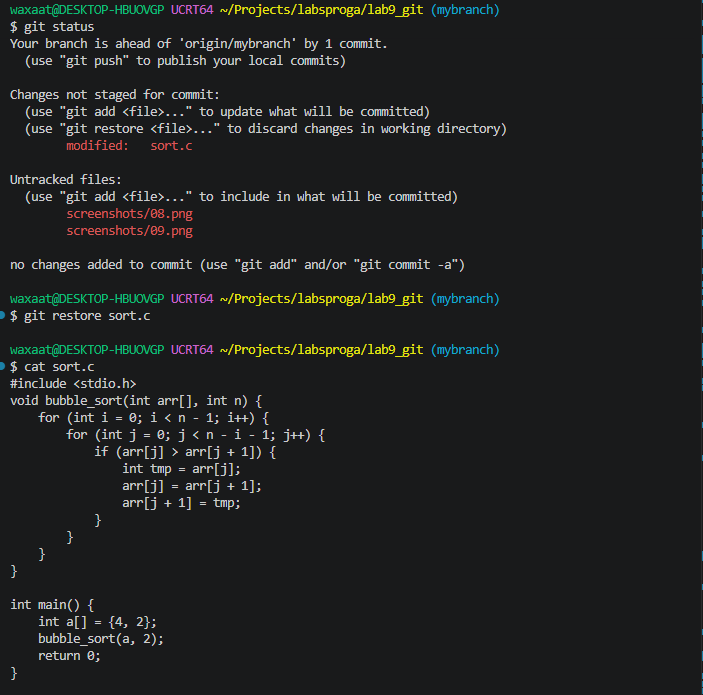 waxaat@DESKTOP-HBUOVGP UCRT64 ~/Projects/labsproga/lab9_git (mybranch)
$ git status
Your branch is ahead of 'origin/mybranch' by 1 commit.
  (use "git push" to publish your local commits)

Changes not staged for commit:
  (use "git add <file>..." to update what will be committed)
  (use "git restore <file>..." to discard changes in working directory)
        modified:   sort.c

Untracked files:
  (use "git add <file>..." to include in what will be committed)
        screenshots/08.png
        screenshots/09.png

no changes added to commit (use "git add" and/or "git commit -a")

waxaat@DESKTOP-HBUOVGP UCRT64 ~/Projects/labsproga/lab9_git (mybranch)
$ git restore sort.c

waxaat@DESKTOP-HBUOVGP UCRT64 ~/Projects/labsproga/lab9_git (mybranch)
$ cat sort.c
#include <stdio.h>
void bubble_sort(int arr[], int n) {
    for (int i = 0; i < n - 1; i++) {
        for (int j = 0; j < n - i - 1; j++) {
            if (arr[j] > arr[j + 1]) {
                int tmp = arr[j];
                arr[j] = arr[j + 1];
                arr[j + 1] = tmp;
            }
        }
    }
}

int main() {
    int a[] = {4, 2};
    bubble_sort(a, 2);
    return 0;
}